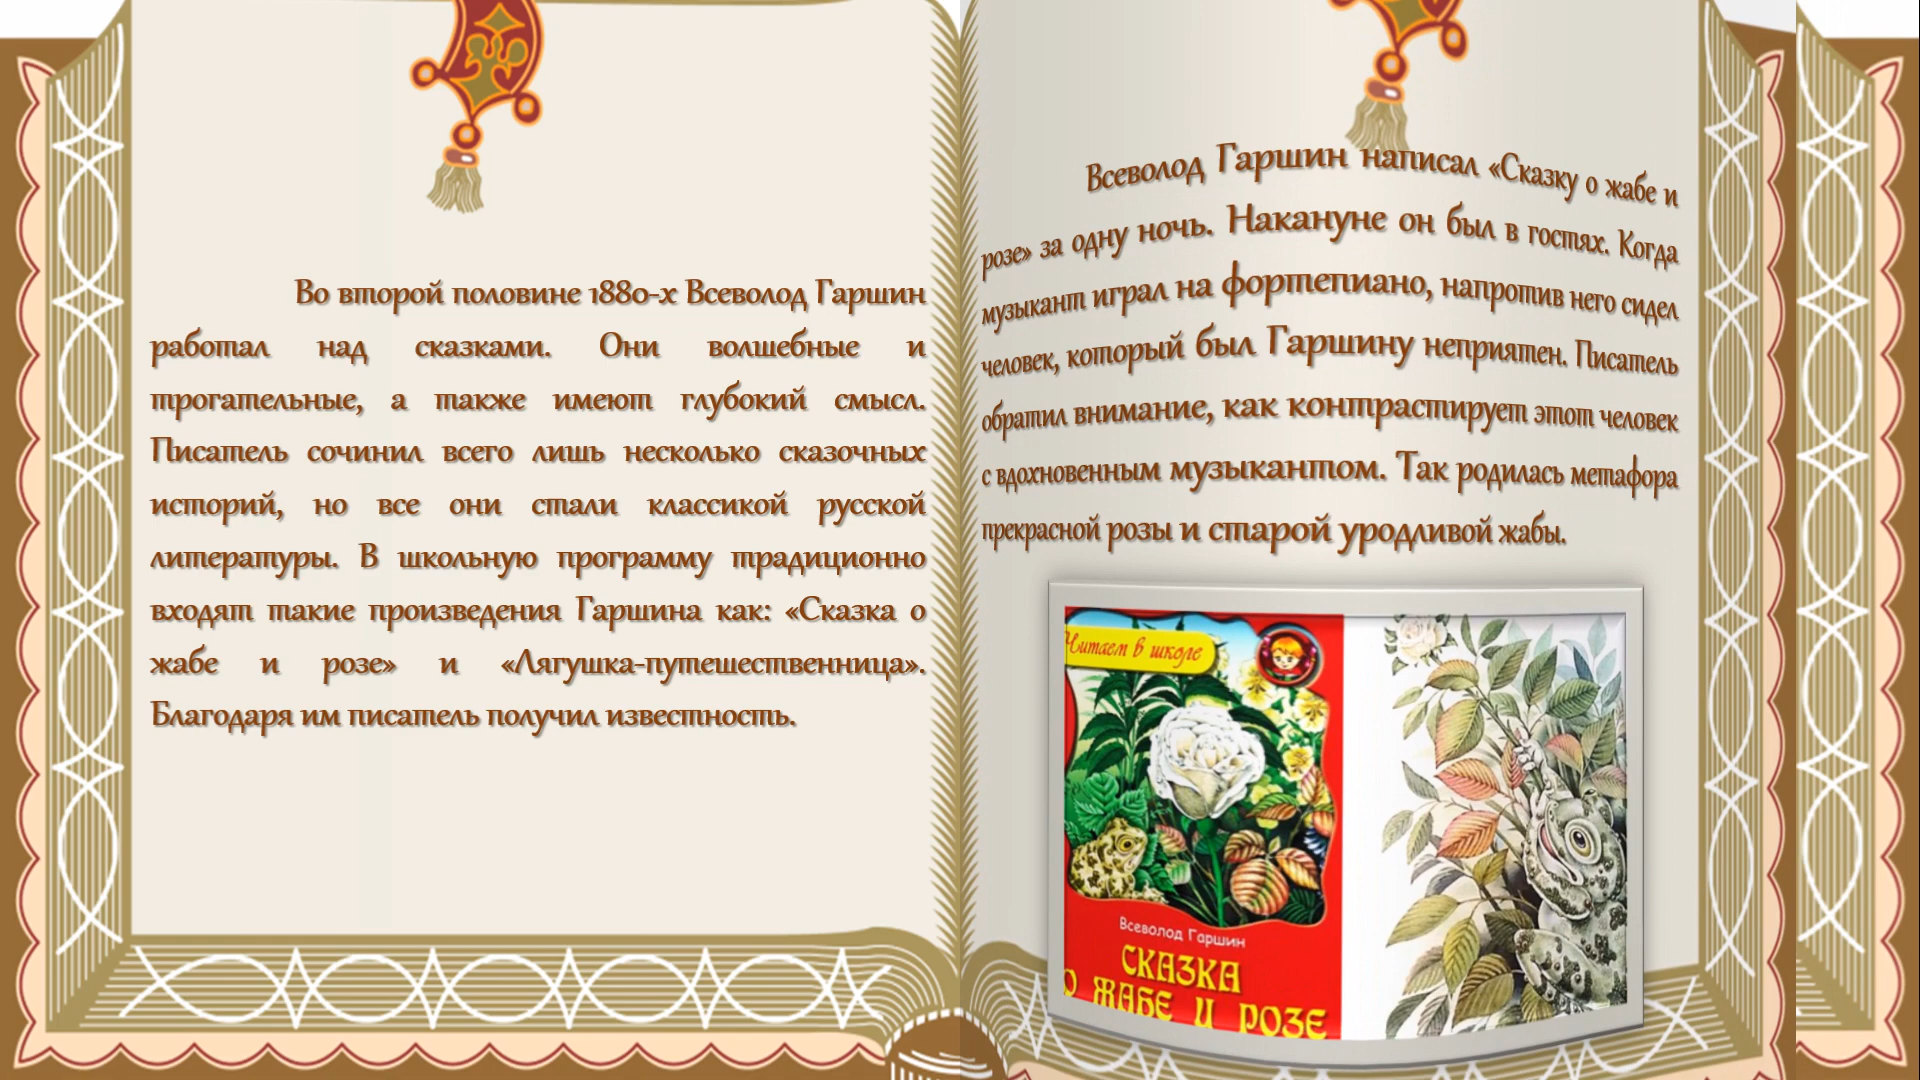 Во второй половине 1880-х Всеволод Гаршин
работал над сказками. Они волшебные и
трогательные, а также имеют глубокий смысл.
Писатель сочинил всего лишь несколько сказочных
историй, но все они стали классикой русской
литературы. В школьную программу традиционно
входят такие произведения Гаршина как: «Сказка о
жабе и розе» и «Лягушка-путешественница».
Благодаря им писатель получил известность.
Всеволод Гаршин написал «Сказку о жабе и
розе» за одну ночь. Накануне он был в гостях. Когда
музыкант играл на фортепиано, напротив него сидел
человек, который был Гаршину неприятен. Писатель
обратил внимание, как контрастирует этот человек
с вдохновенным музыкантом. Так родилась метафора
прекрасной розы и старой уродливой жабы.
Читаем в школе
Всеволод Гаршин
СКАЗКА
О ЖАБЕ И РОЗЕ